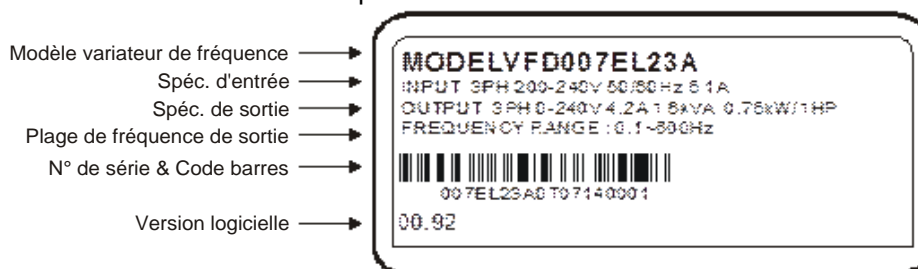 Modèle variateur de fréquence
MODELVFD007EL23A
Spéc. d'entrée
INPUT 3PH 200-240V 50/60Hz 5.1A
Spéc. de sortie
OUTPUT 3PH 0-240V 4.2A 1.6kVA 0.75kW/1HP
Plage de fréquence de sortie
FREQUENCY RANGE : 0.1~600Hz
N° de série & Code barres
007EL23A0T07140001
Version logicielle
00.92